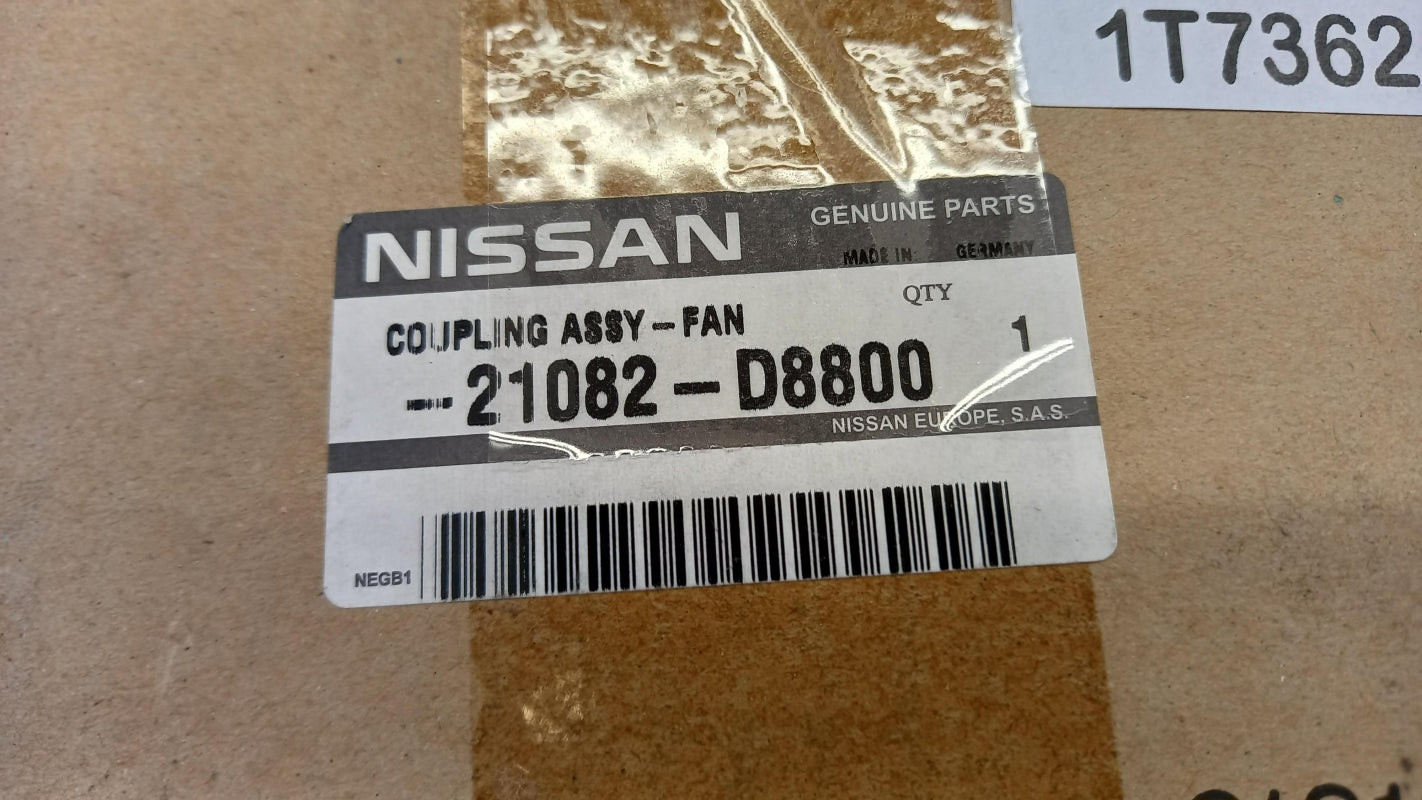 1T7362
NISSAN
GENUINE PARTS
MADE IN GERMANY
QTY
COUPLING ASSY-FAN
1
-21082-D8800
NISSAN EUROPE, S.A.S.
NEGB1